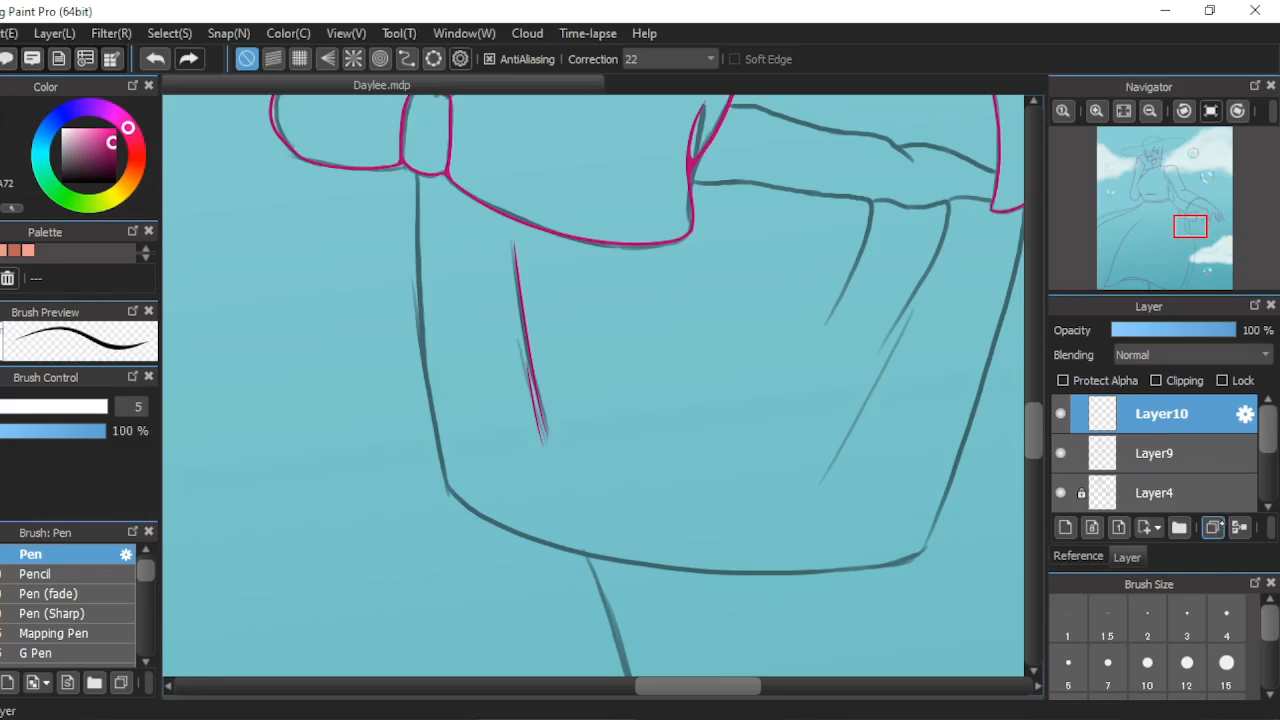 g Paint Pro (64bit)
t(E) Layer(L) Filter(R) Select(S) Snap(N) Color(C) View(V) Tool(T) Window(W) Cloud Time-lapse Help
AntiAliasing Correction 22 Soft Edge
Color
Daylee.mdp
Navigator
A72
Palette
---
Brush Preview
Layer
Opacity 100 %
Blending Normal
Protect Alpha Clipping Lock
Brush Control
5
100 %
Layer10
Layer9
Layer4
Brush: Pen
Pen
Pencil
Pen (fade)
Pen (Sharp)
Mapping Pen
G Pen
Reference Layer
Brush Size
1 1.5 2 3 4
5 7 10 12 15
yer